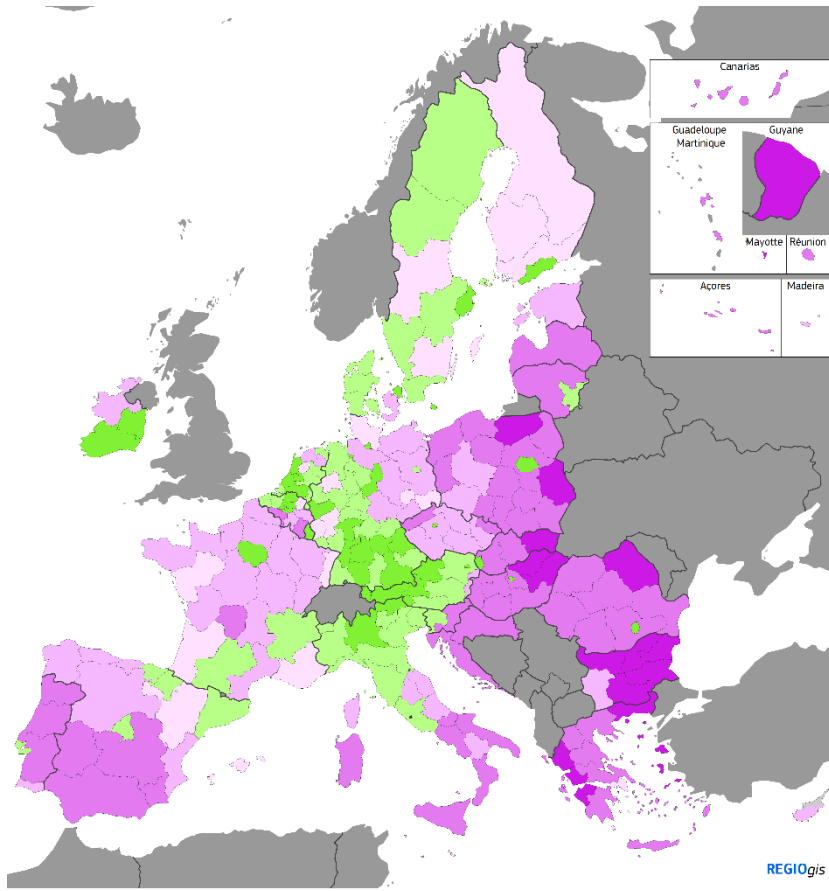 Canarias
Guadeloupe
Martinique
Guyane
Mayotte
Réunion
Açores
Madeira
REGIOgis